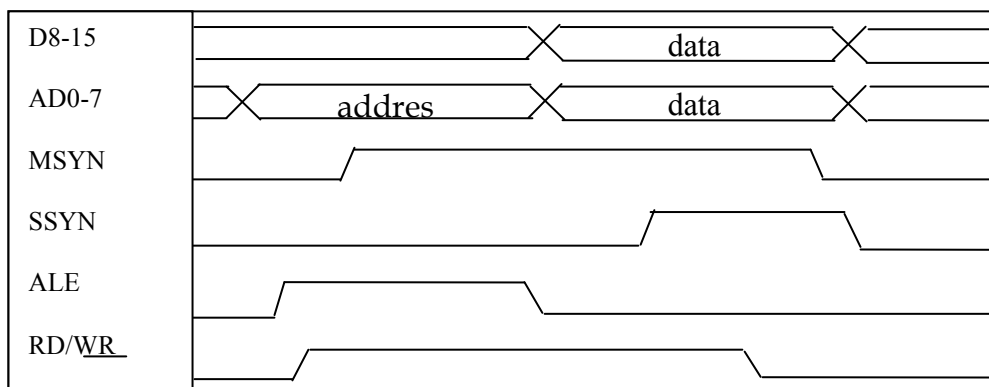 D8-15
data
AD0-7
addres
data
MSYN
SSYN
ALE
RD/WR